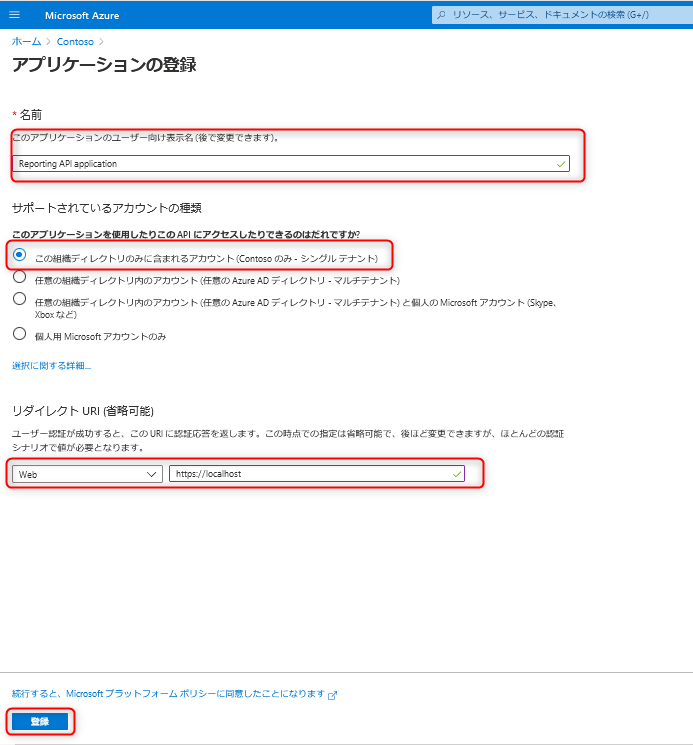 Microsoft Azure
リソース、サービス、ドキュメントの検索 (G+/)
ホーム > Contoso >
アプリケーションの登録
* 名前
このアプリケーションのユーザー向け表示名 (後で変更できます)。
Reporting API application
サポートされているアカウントの種類
このアプリケーションを使用したりこの API にアクセスしたりできるのはだれですか?
この組織ディレクトリのみに含まれるアカウント (Contoso のみ - シングル テナント)
任意の組織ディレクトリ内のアカウント (任意の Azure AD ディレクトリ - マルチテナント)
任意の組織ディレクトリ内のアカウント (任意の Azure AD ディレクトリ - マルチテナント) と個人の Microsoft アカウント (Skype、
Xbox など)
個人用 Microsoft アカウントのみ
選択に関する詳細...
リダイレクト URI (省略可能)
ユーザー認証が成功すると、この URI に認証応答を返します。この時点での指定は省略可能で、後ほど変更できますが、ほとんどの認証
シナリオで値が必要となります。
Web
https://localhost
続行すると、Microsoft プラットフォーム ポリシーに同意したことになります
登録